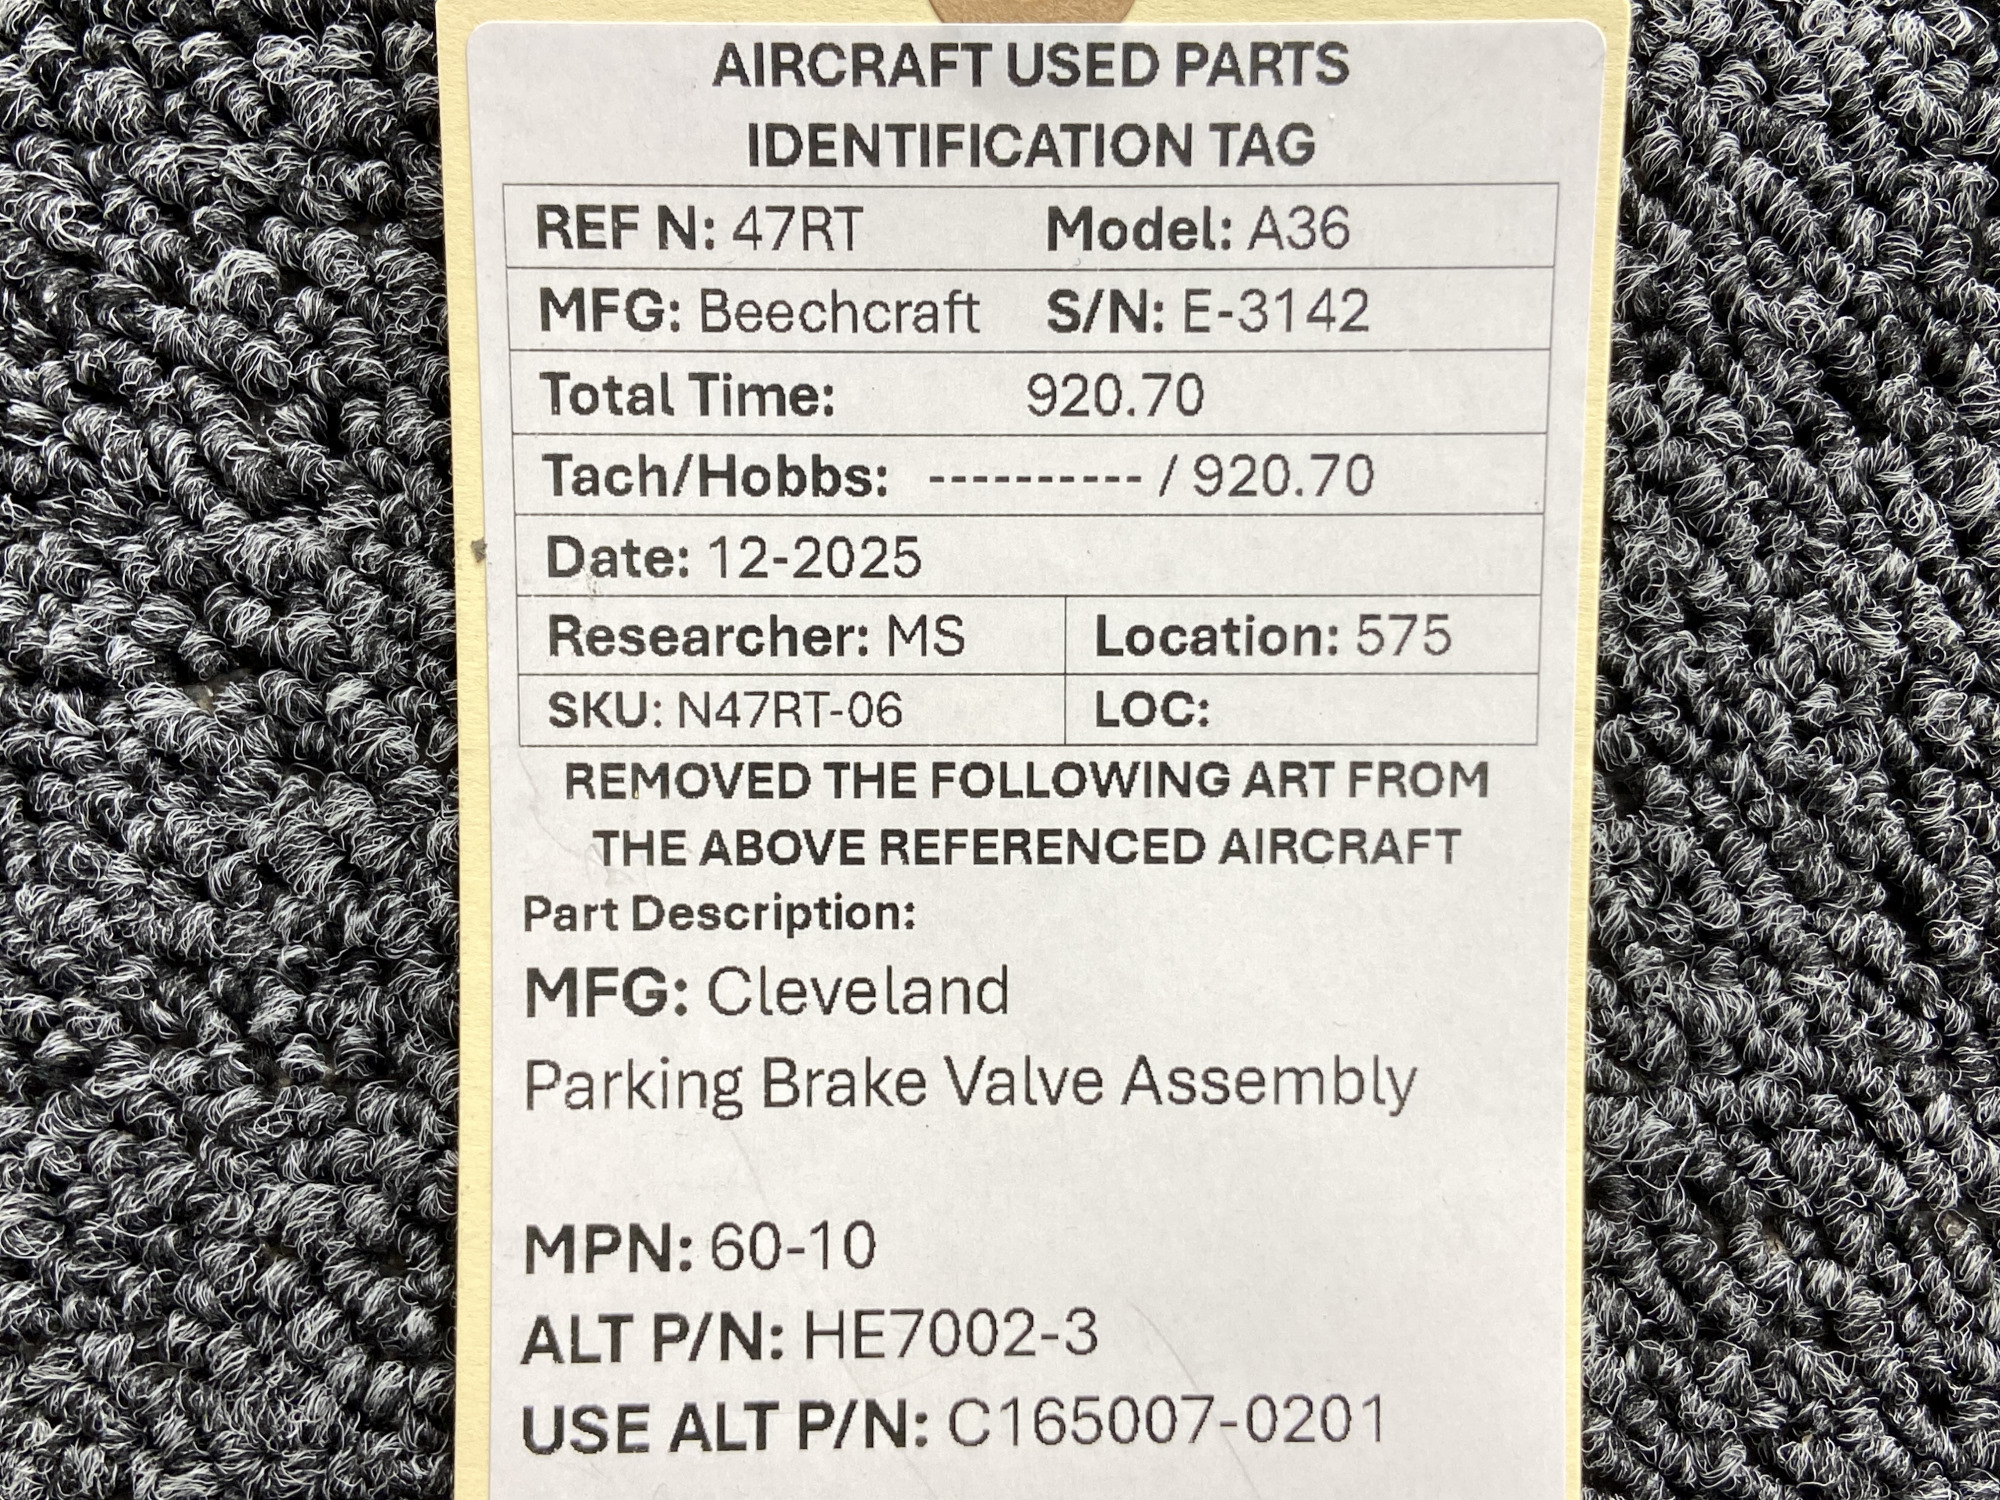 AIRCRAFT USED PARTS
IDENTIFICATION TAG
REF N: 47RT Model: A36
MFG: Beechcraft S/N: E-3142
Total Time: 920.70
Tach/Hobbs: ---------- / 920.70
Date: 12-2025
Researcher: MS Location: 575
SKU: N47RT-06 LOC:
REMOVED THE FOLLOWING ART FROM
THE ABOVE REFERENCED AIRCRAFT
Part Description:
MFG: Cleveland
Parking Brake Valve Assembly
MPN: 60-10
ALT P/N: HE7002-3
USE ALT P/N: C165007-0201